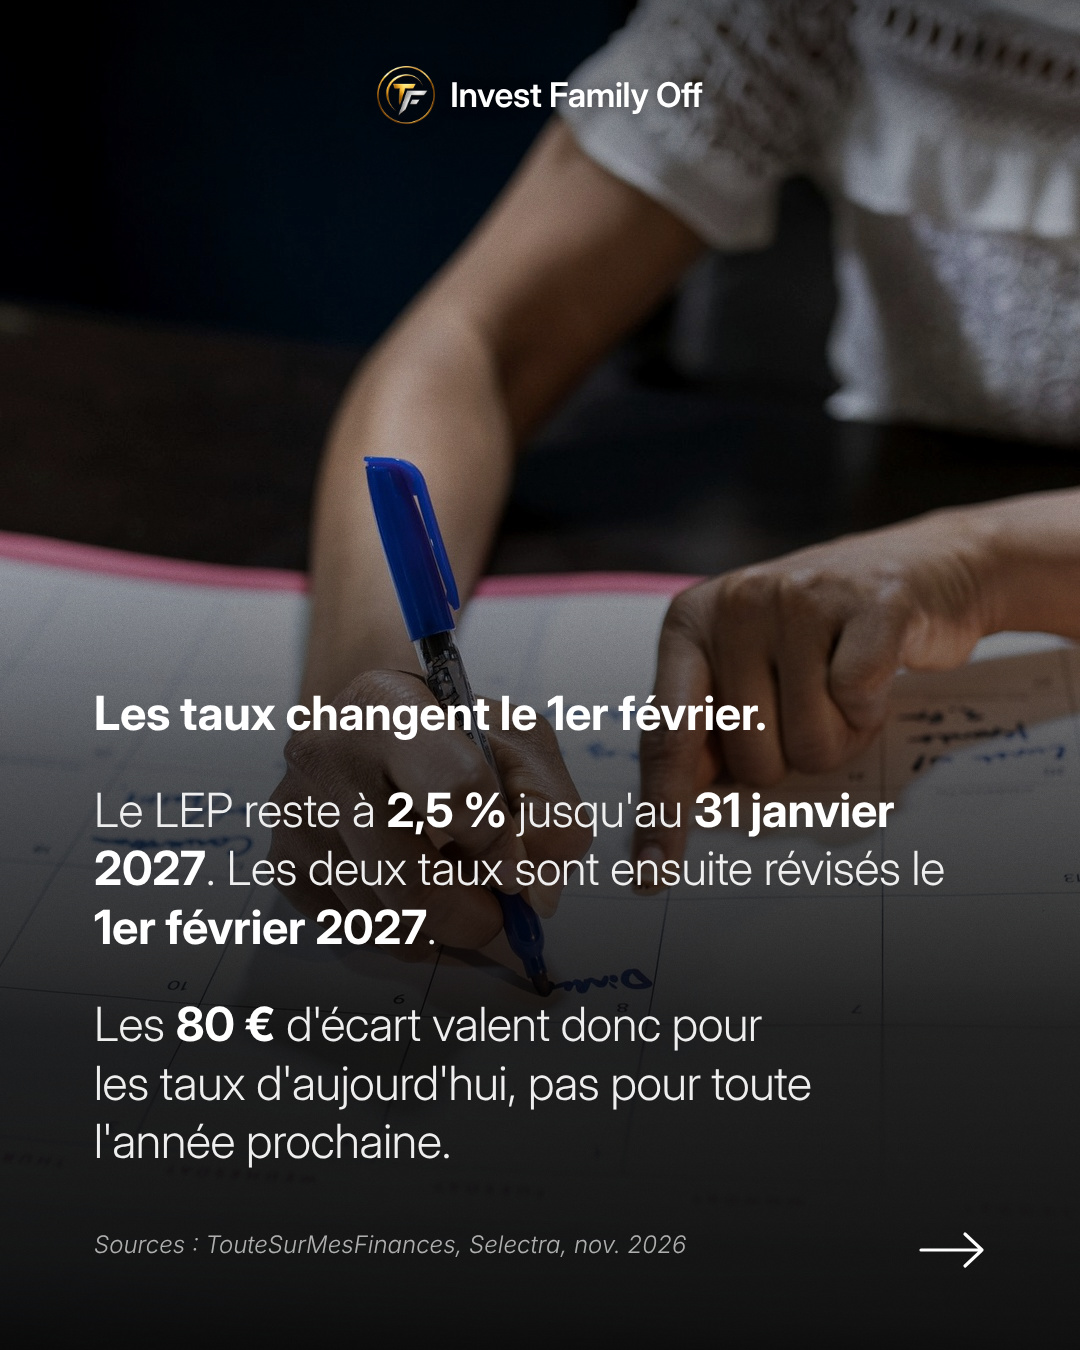 Invest Family Off
Les taux changent le 1er février.
Le LEP reste à 2,5 % jusqu'au 31 janvier
2027. Les deux taux sont ensuite révisés le
1er février 2027.
Les 80 € d'écart valent donc pour
les taux d'aujourd'hui, pas pour toute
l'année prochaine.
Sources : TouteSurMesFinances, Selectra, nov. 2026